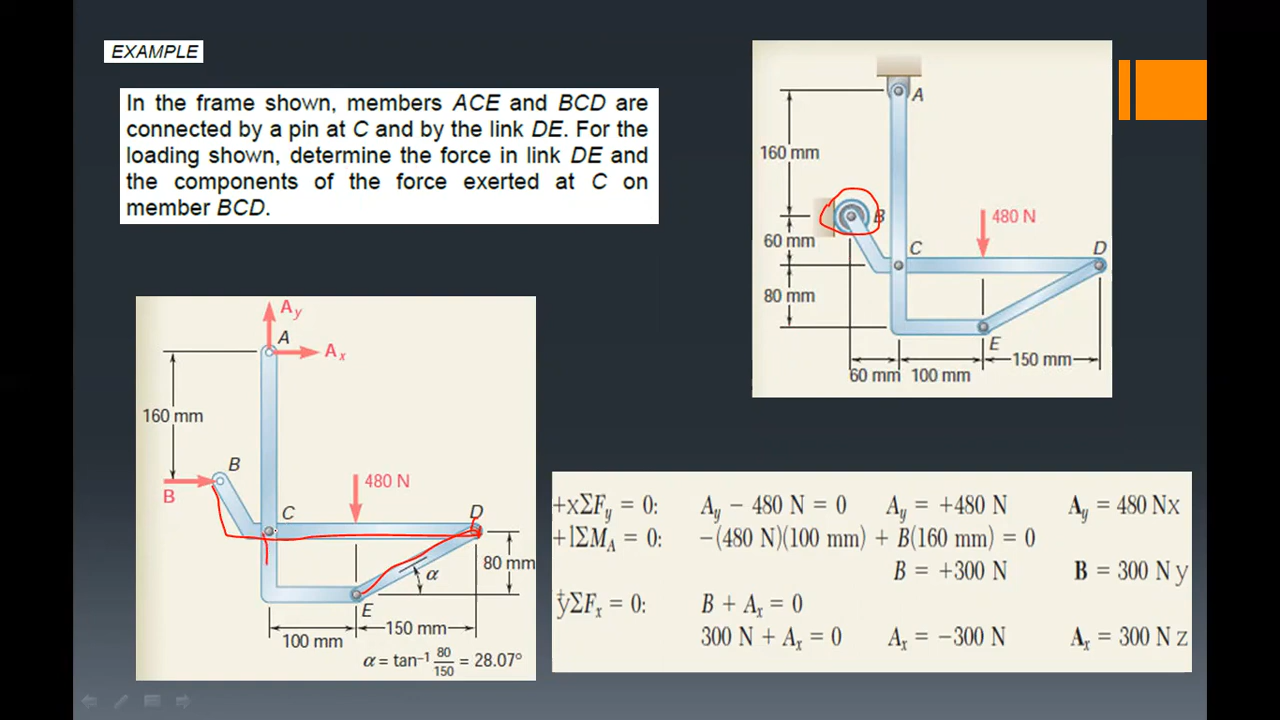 EXAMPLE
In the frame shown, members ACE and BCD are
connected by a pin at C and by the link DE. For the
loading shown, determine the force in link DE and
the components of the force exerted at C on
member BCD.
A
160 mm
B
480 N
60 mm
C
D
80 mm
E
150 mm
60 mm
100 mm
Ay
A
Ax
160 mm
B
B
480 N
C
D
80 mm
α
E
150 mm
100 mm
α = tan⁻¹ 80/150 = 28.07°
+xΣFy = 0: Ay − 480 N = 0 Ay = +480 N Ay = 480 Nx
+lΣMA = 0: −(480 N)(100 mm) + B(160 mm) = 0
B = +300 N B = 300 N y
+yΣFx = 0: B + Ax = 0
300 N + Ax = 0 Ax = −300 N Ax = 300 N z